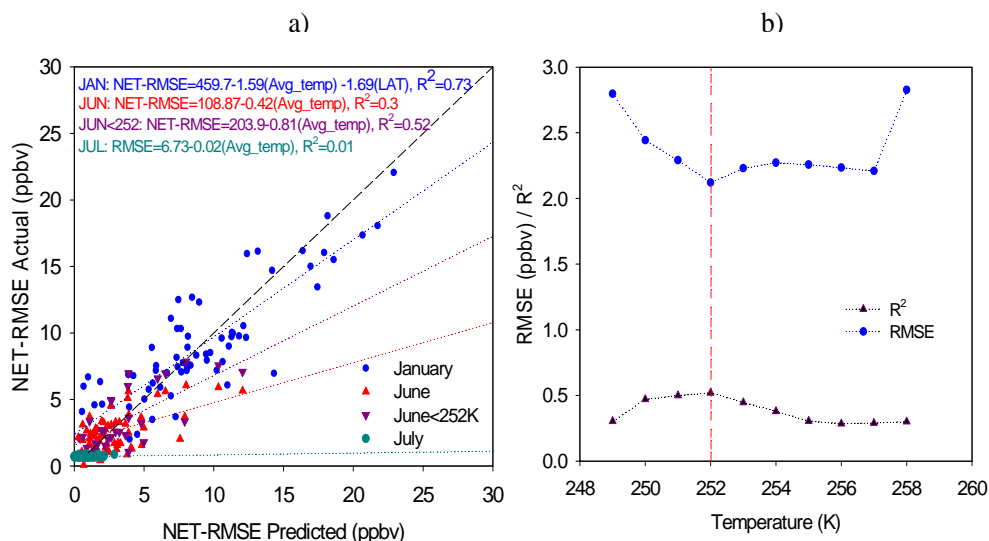 a)
b)
JAN: NET-RMSE=459.7-1.59(Avg_temp) -1.69(LAT), R²=0.73
JUN: NET-RMSE=108.87-0.42(Avg_temp), R²=0.3
JUN<252: NET-RMSE=203.9-0.81(Avg_temp), R²=0.52
JUL: RMSE=6.73-0.02(Avg_temp), R²=0.01
NET-RMSE Actual (ppbv)
30
25
20
15
10
5
0
January
June
June<252K
July
0 5 10 15 20 25 30
NET-RMSE Predicted (ppbv)
RMSE (ppbv) / R²
3.0
2.5
2.0
1.5
1.0
0.5
0.0
R²
RMSE
248 250 252 254 256 258 260
Temperature (K)